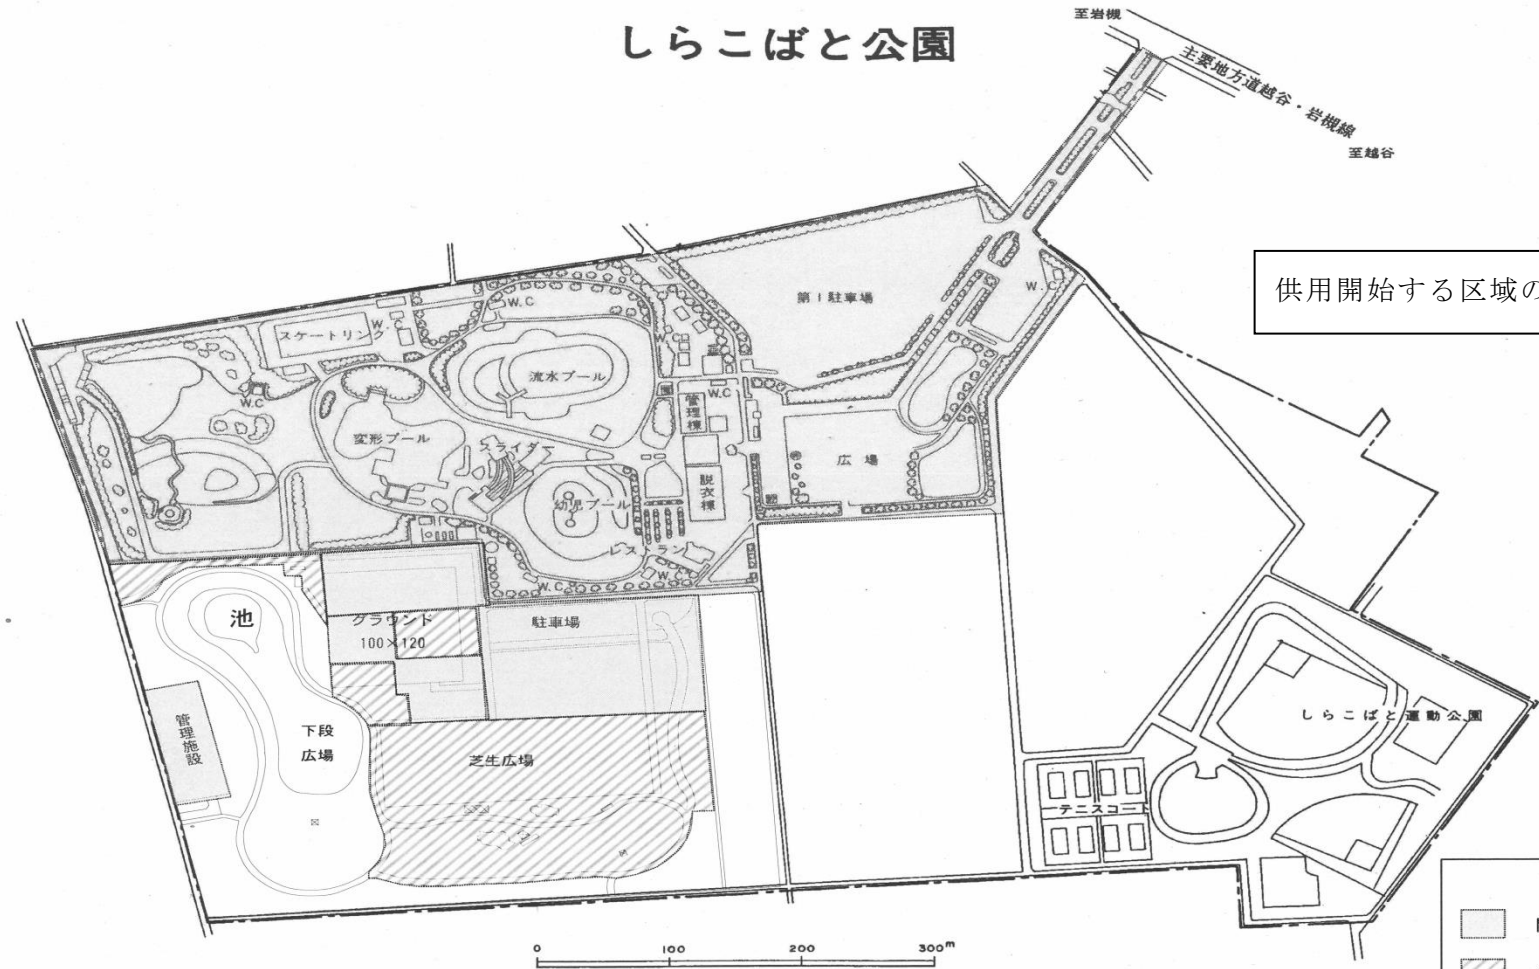 しらこばと公園
至岩槻
主要地方道越谷・岩槻線
至越谷
供用開始する区域の
第1駐車場
W.C
W.C
スケートリンク
W.C
W.C
流水プール
W.C
W.C
管理棟
変形プール
スライダー
広場
脱衣棟
幼児プール
レストラン
W.C
W.C
池
グラウンド
100×120
駐車場
管理施設
下段
広場
芝生広場
しらこばと運動公園
テニスコート
0 100 200 300m